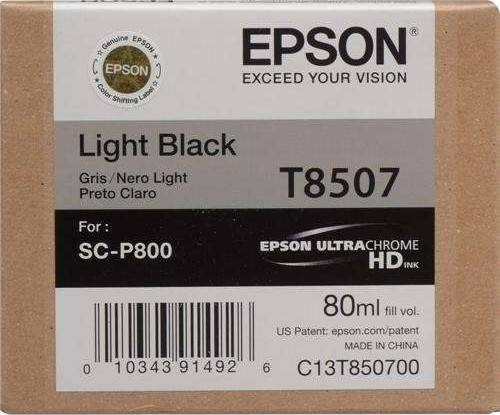 Genuine EPSON
EPSON
Color Shifting Label
EPSON®
EXCEED YOUR VISION
Light Black
Gris/Nero Light
Preto Claro
T8507
For :
SC-P800
EPSON ULTRACHROME
HD INK
80ml fill vol.
US Patent: epson.com/patent
MADE IN CHINA
0 10343 91492 6
C13T850700